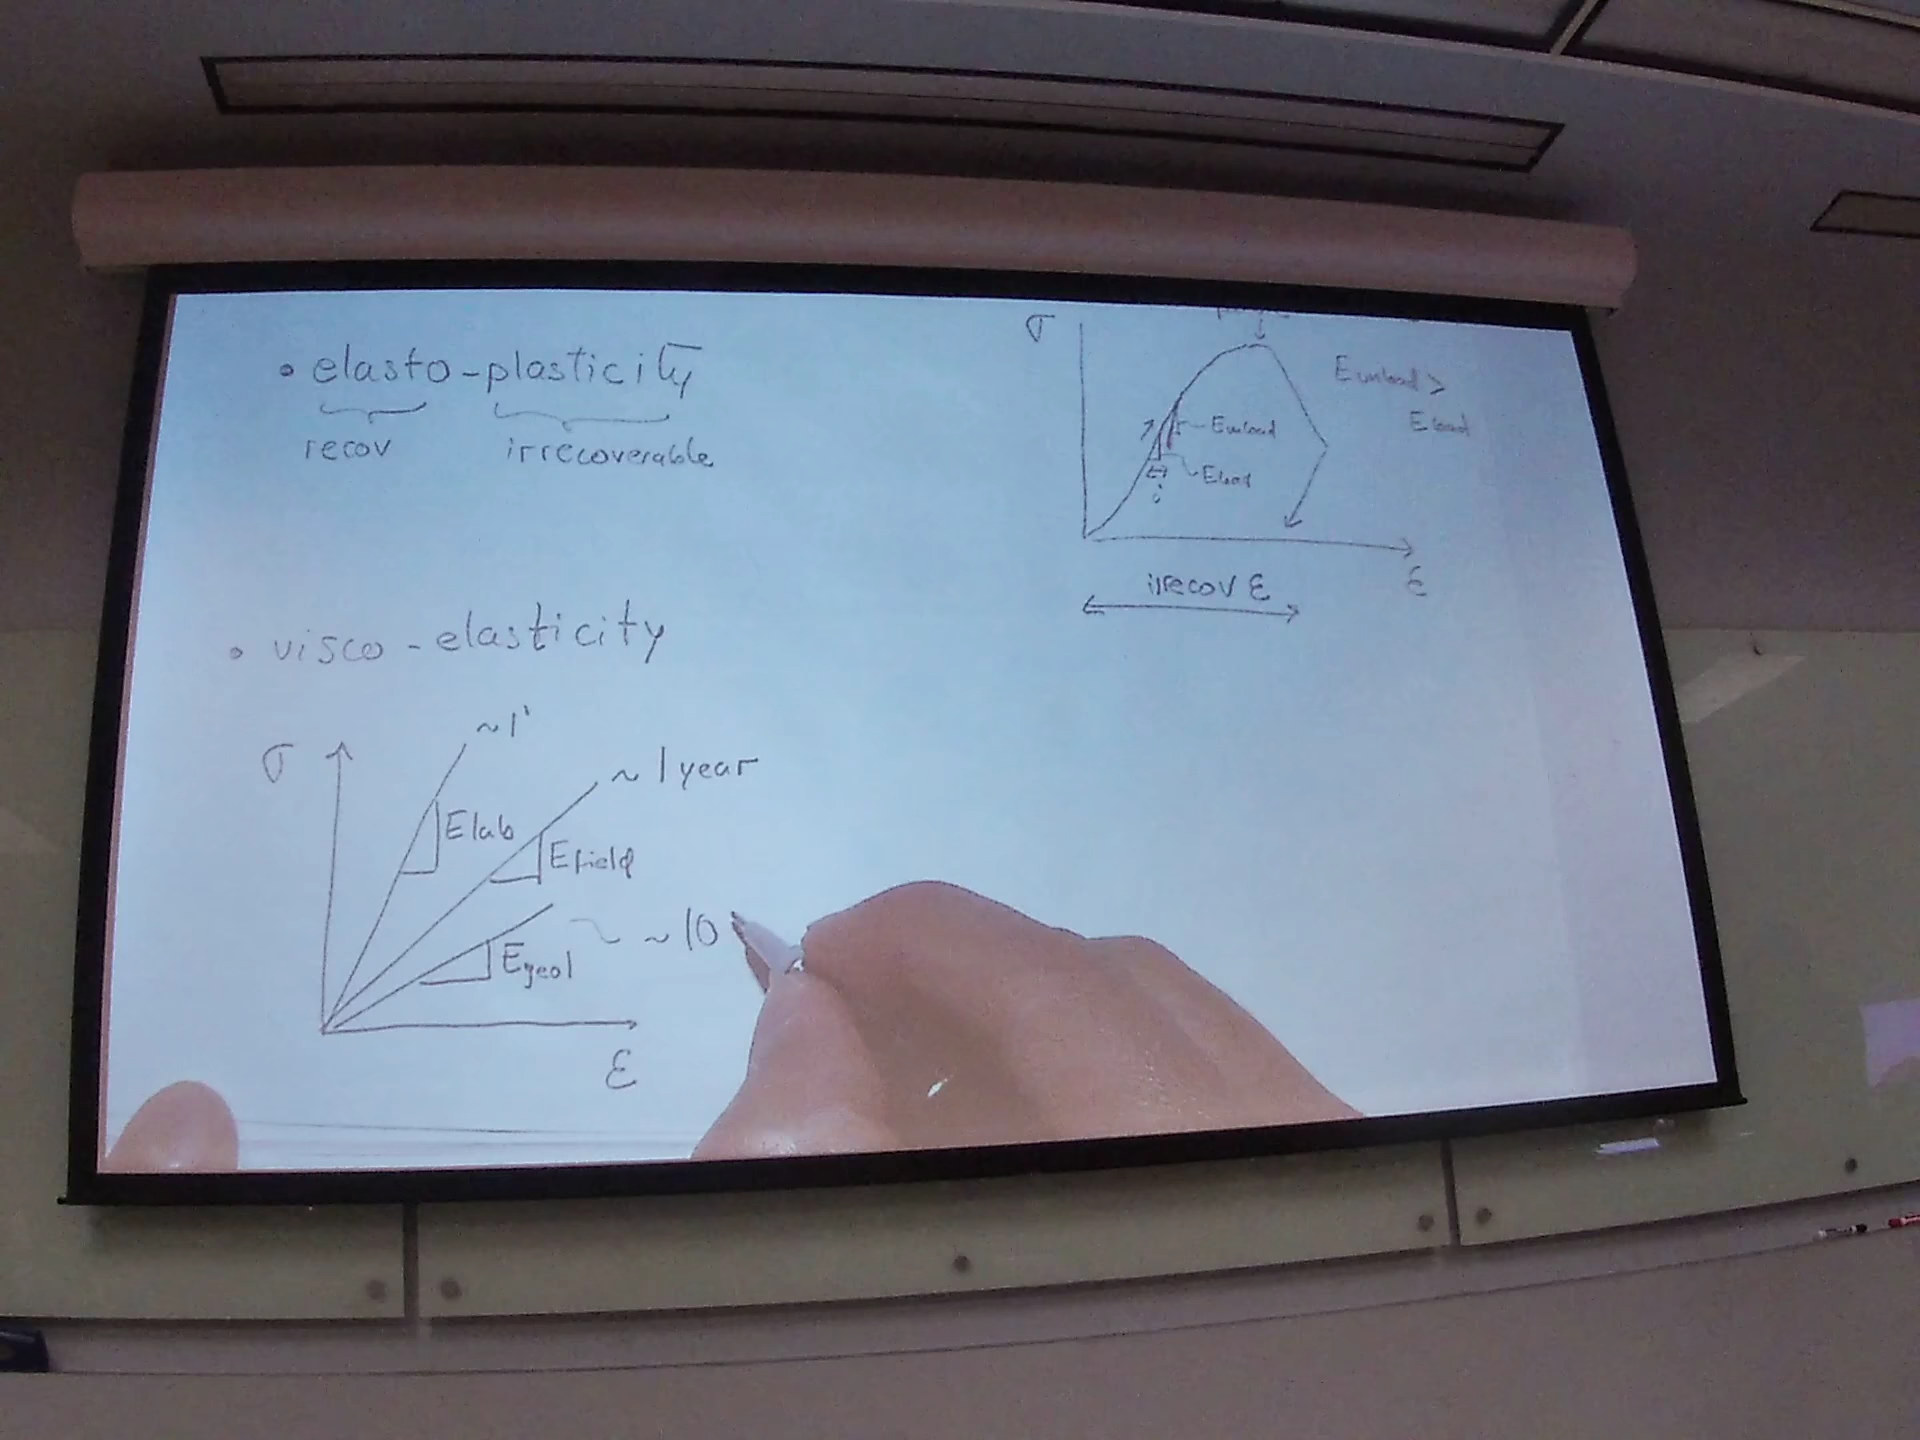 • elasto-plasticity
recov irrecoverable
σ
Eunload >
Eload
Eunload
Eload
i
ε
irrecov ε
• visco-elasticity
σ
~1'
~1year
Elab
Efield
Egeol
~ ~10
ε